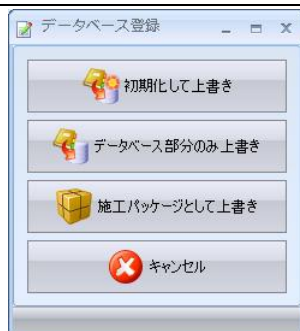 データベース登録
初期化して上書き
データベース部分のみ上書き
施工パッケージとして上書き
キャンセル